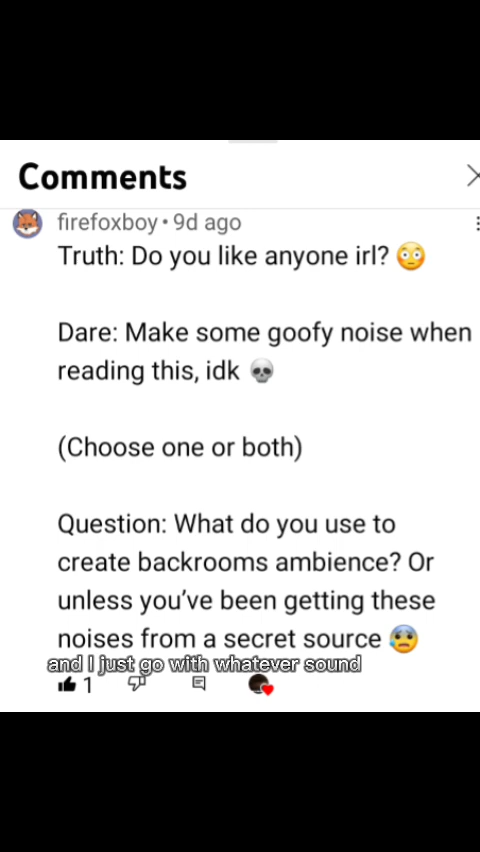 Comments
firefoxboy • 9d ago
Truth: Do you like anyone irl? 😳
Dare: Make some goofy noise when
reading this, idk 💀
(Choose one or both)
Question: What do you use to
create backrooms ambience? Or
unless you've been getting these
noises from a secret source 😰
and I just go with whatever sound
1